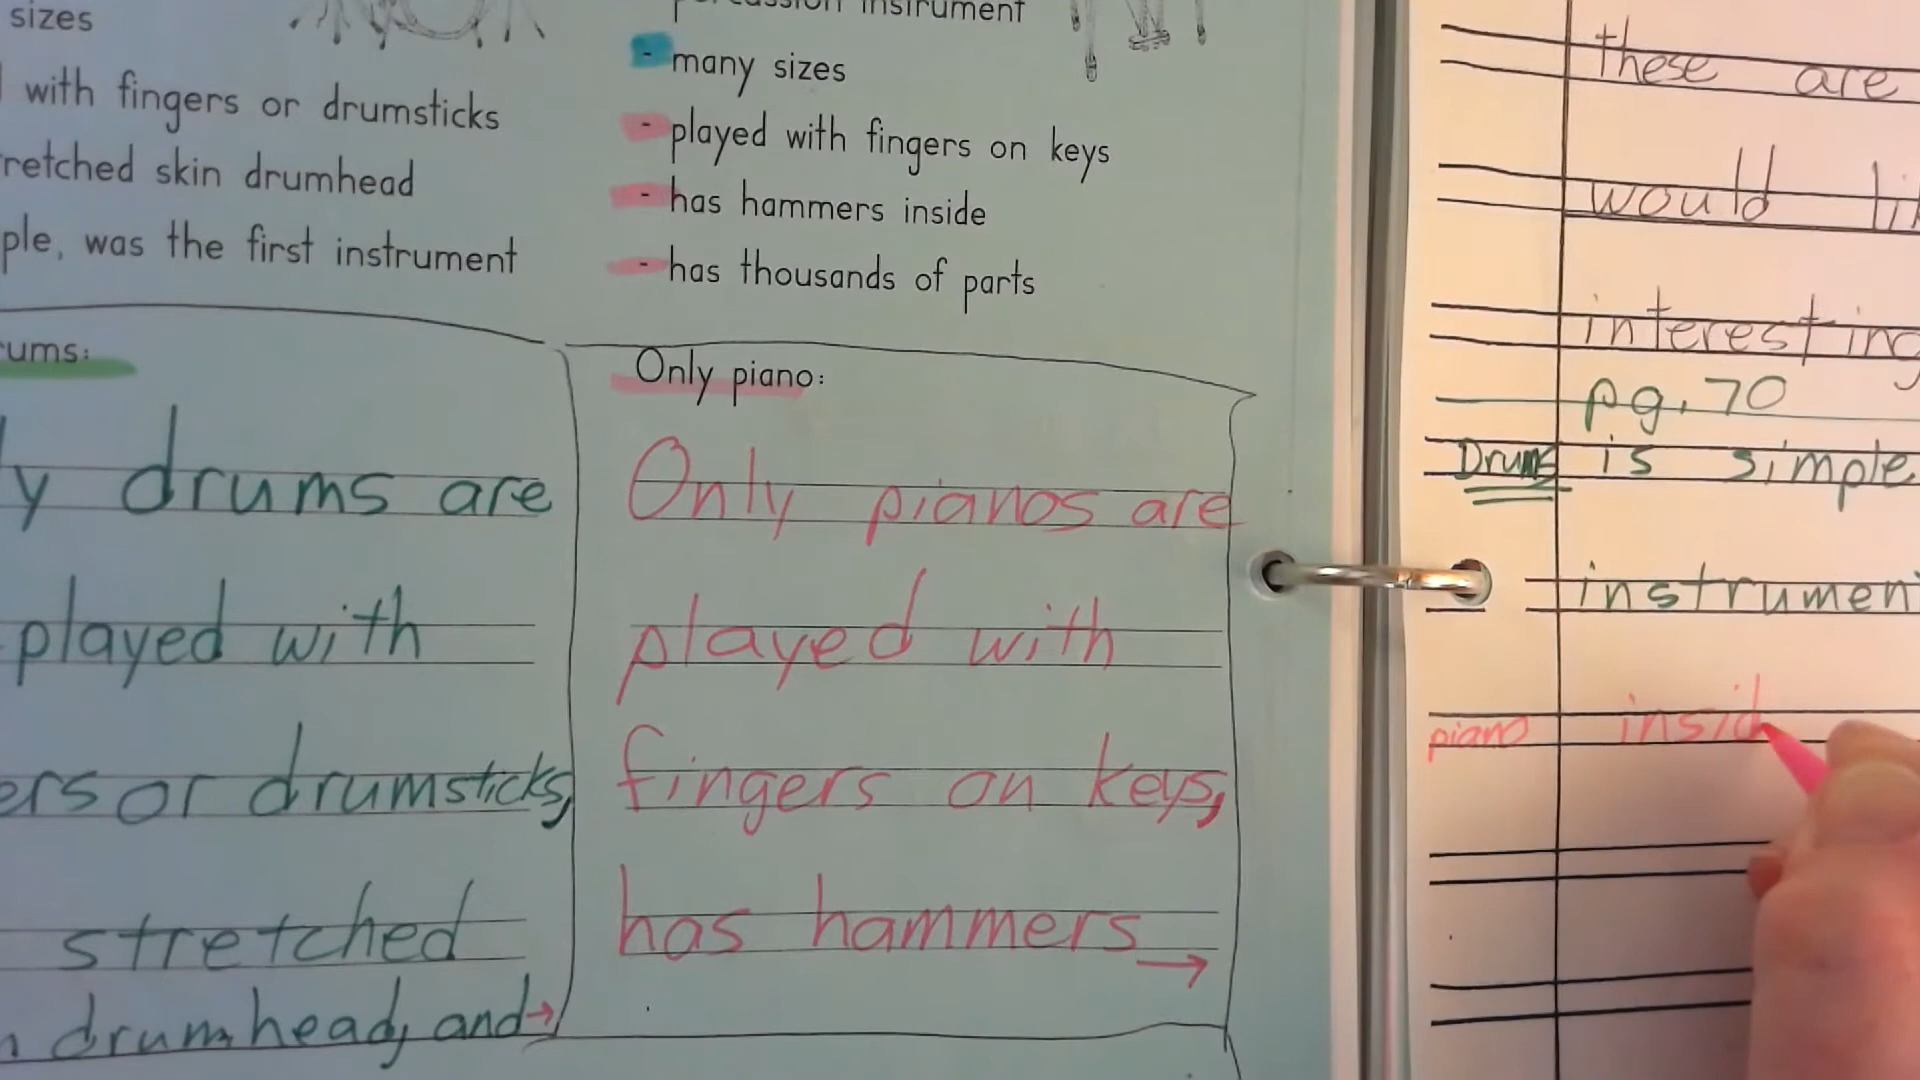 sizes
with fingers or drumsticks
retched skin drumhead
ple, was the first instrument
instrument
- many sizes
- played with fingers on keys
- has hammers inside
- has thousands of parts
ums:
y drums are
played with
ers or drumsticks,
stretched
n drumhead, and→
Only piano:
Only pianos are
played with
fingers on keys,
has hammers→
these are
would li
interesting
pg. 70
Drums is simple
instrument
piano insid